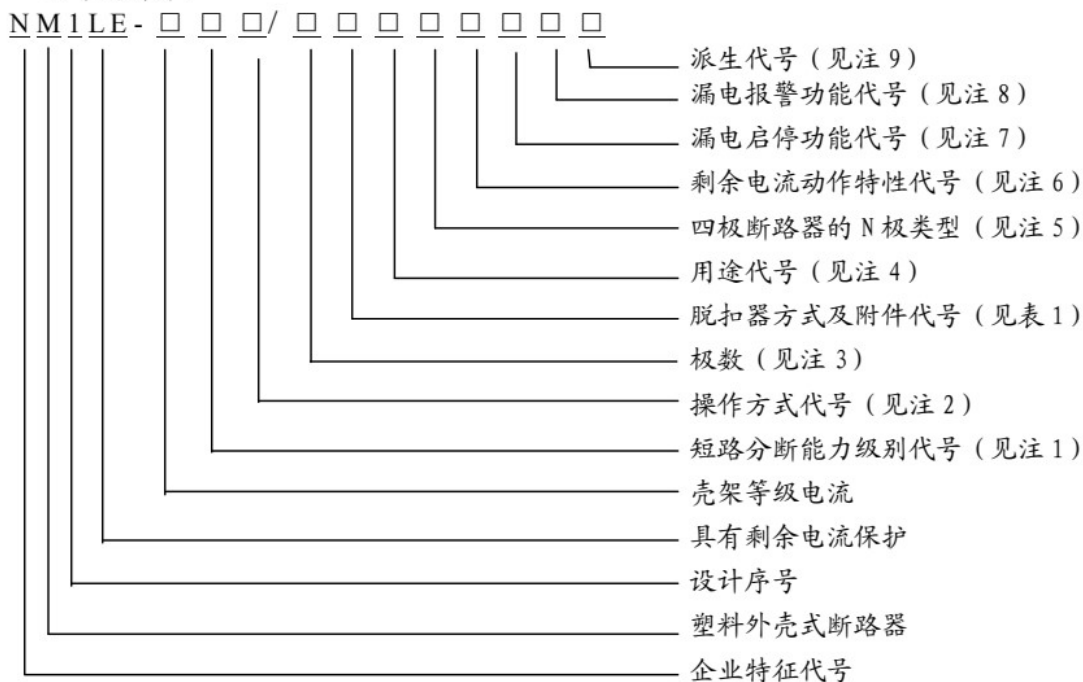 NM1LE-□□□/□□□□□□□□
派生代号（见注9）
漏电报警功能代号（见注8）
漏电启停功能代号（见注7）
剩余电流动作特性代号（见注6）
四极断路器的N极类型（见注5）
用途代号（见注4）
脱扣器方式及附件代号（见表1）
极数（见注3）
操作方式代号（见注2）
短路分断能力级别代号（见注1）
壳架等级电流
具有剩余电流保护
设计序号
塑料外壳式断路器
企业特征代号